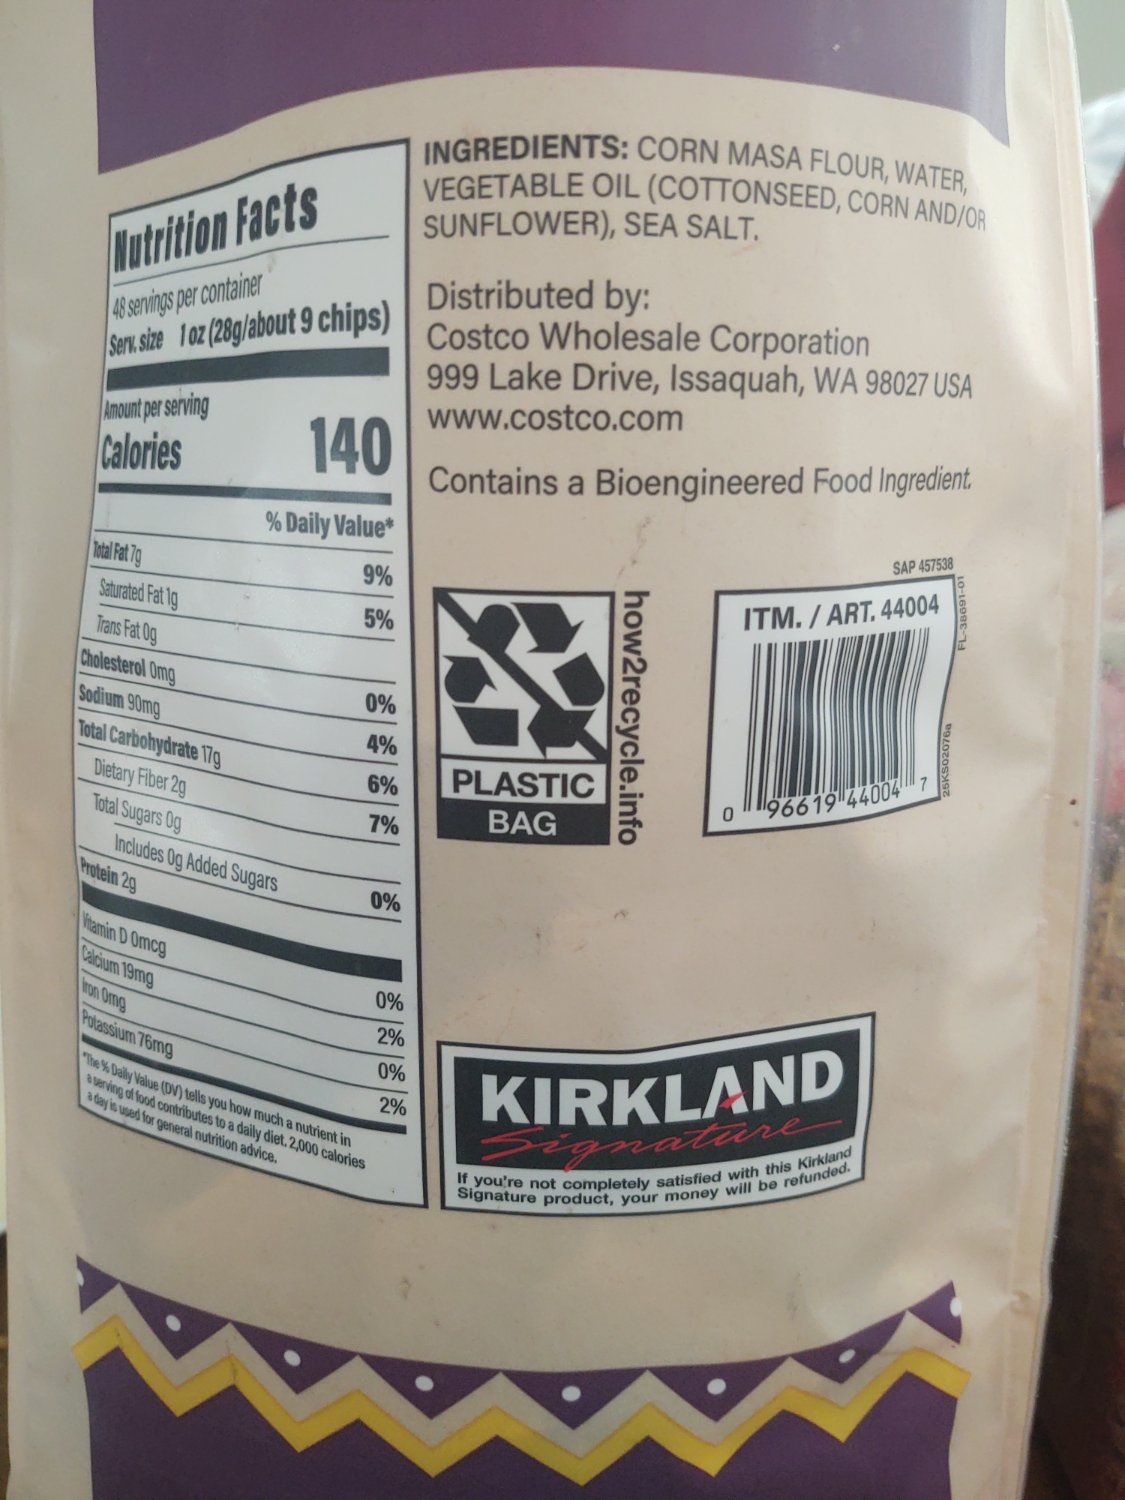 Nutrition Facts
48 servings per container
Serv. size 1 oz (28g/about 9 chips)
Amount per serving
Calories 140
% Daily Value*
Total Fat 7g 9%
Saturated Fat 1g 5%
Trans Fat 0g
Cholesterol 0mg 0%
Sodium 90mg 4%
Total Carbohydrate 17g 6%
Dietary Fiber 2g 7%
Total Sugars 0g
Includes 0g Added Sugars 0%
Protein 2g
Vitamin D 0mcg 0%
Calcium 19mg 2%
Iron 0mg 0%
Potassium 76mg 2%
*The % Daily Value (DV) tells you how much a nutrient in
a serving of food contributes to a daily diet. 2,000 calories
a day is used for general nutrition advice.
INGREDIENTS: CORN MASA FLOUR, WATER,
VEGETABLE OIL (COTTONSEED, CORN AND/OR
SUNFLOWER), SEA SALT.
Distributed by:
Costco Wholesale Corporation
999 Lake Drive, Issaquah, WA 98027 USA
www.costco.com
Contains a Bioengineered Food Ingredient.
PLASTIC
BAG
how2recycle.info
SAP 457538
ITM. / ART. 44004
0 96619 44004 7
FL-38691-01
25KS02076a
KIRKLAND
Signature
If you're not completely satisfied with this Kirkland
Signature product, your money will be refunded.